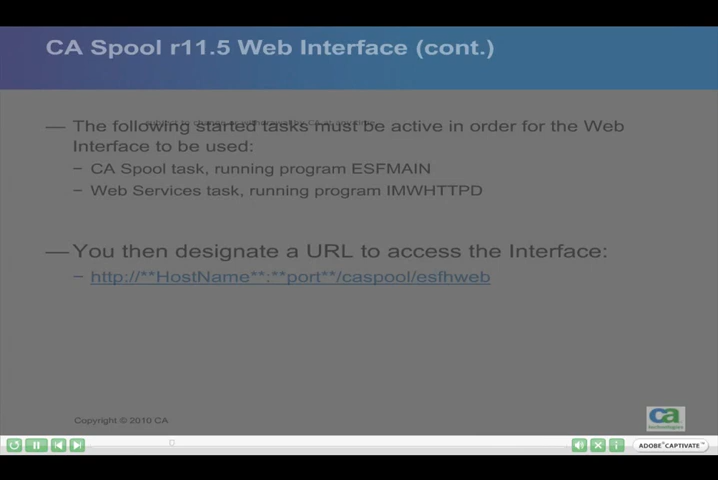 CA Spool r11.5 Web Interface (cont.)
— The following started tasks must be active in order for the Web
Interface to be used:
– CA Spool task, running program ESFMAIN
– Web Services task, running program IMWHTTPD
— You then designate a URL to access the Interface:
– http://**HostName**:**port**/caspool/esfhweb
Copyright © 2010 CA
ca
technologies
ADOBE® CAPTIVATE™